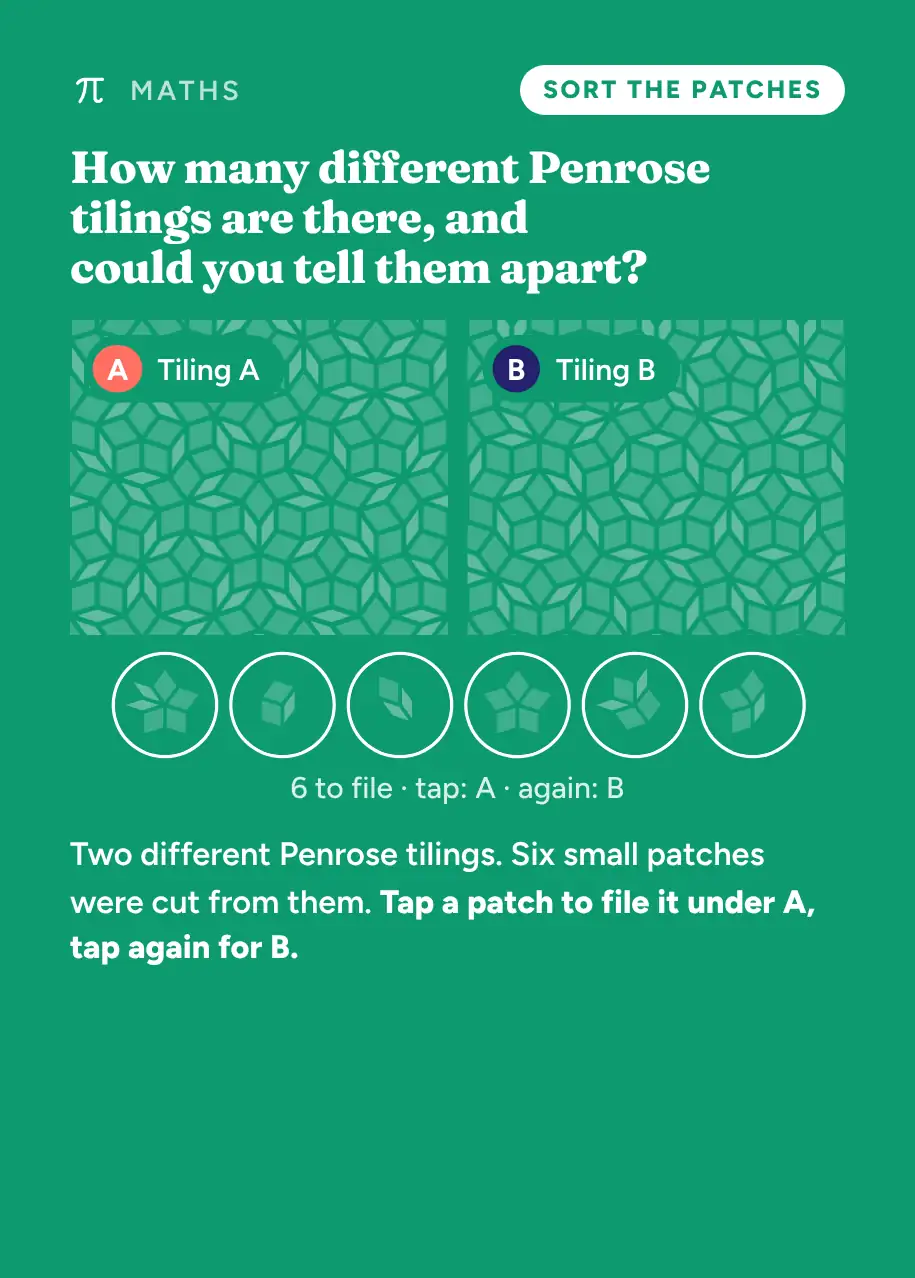 π MATHS
SORT THE PATCHES
How many different Penrose
tilings are there, and
could you tell them apart?
A Tiling A
B Tiling B
6 to file · tap: A · again: B
Two different Penrose tilings. Six small patches
were cut from them. Tap a patch to file it under A,
tap again for B.